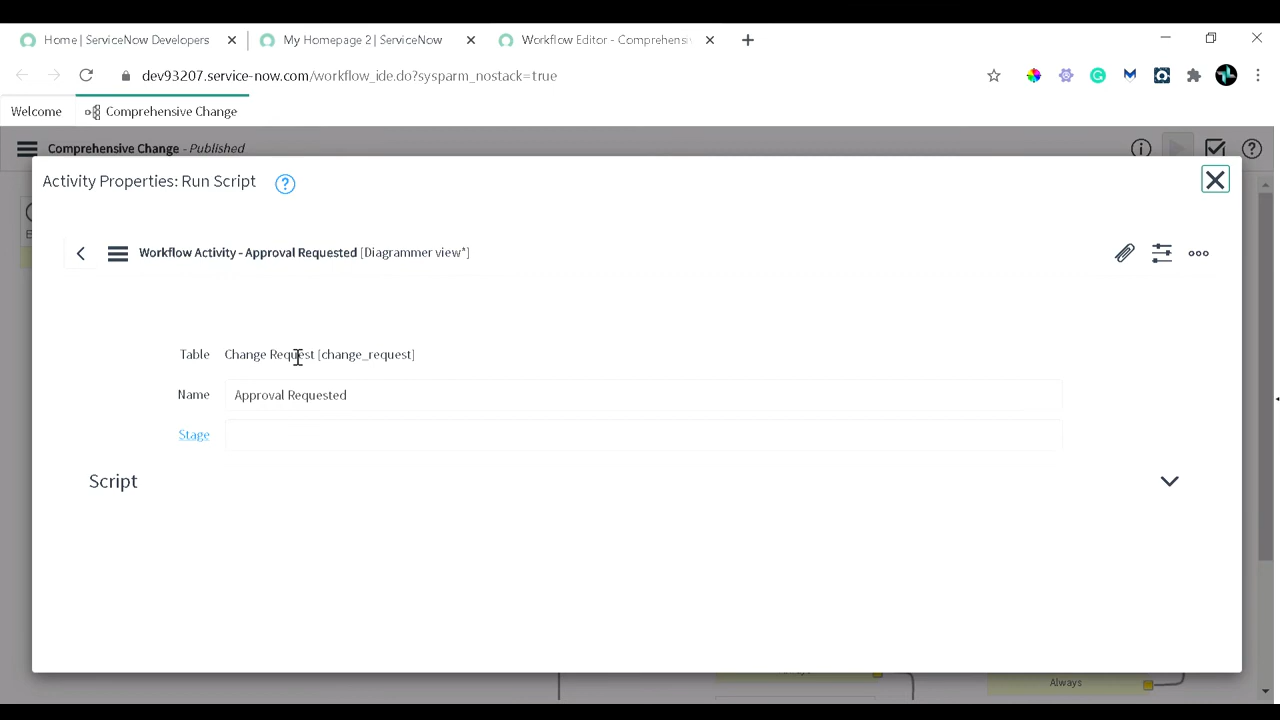 Home | ServiceNow Developers
My Homepage 2 | ServiceNow
Workflow Editor - Comprehensiv
dev93207.service-now.com/workflow_ide.do?sysparm_nostack=true
Welcome
Comprehensive Change
Comprehensive Change - Published
Activity Properties: Run Script
Workflow Activity - Approval Requested [Diagrammer view*]
Table
Change Request [change_request]
Name
Approval Requested
Stage
Script
Always